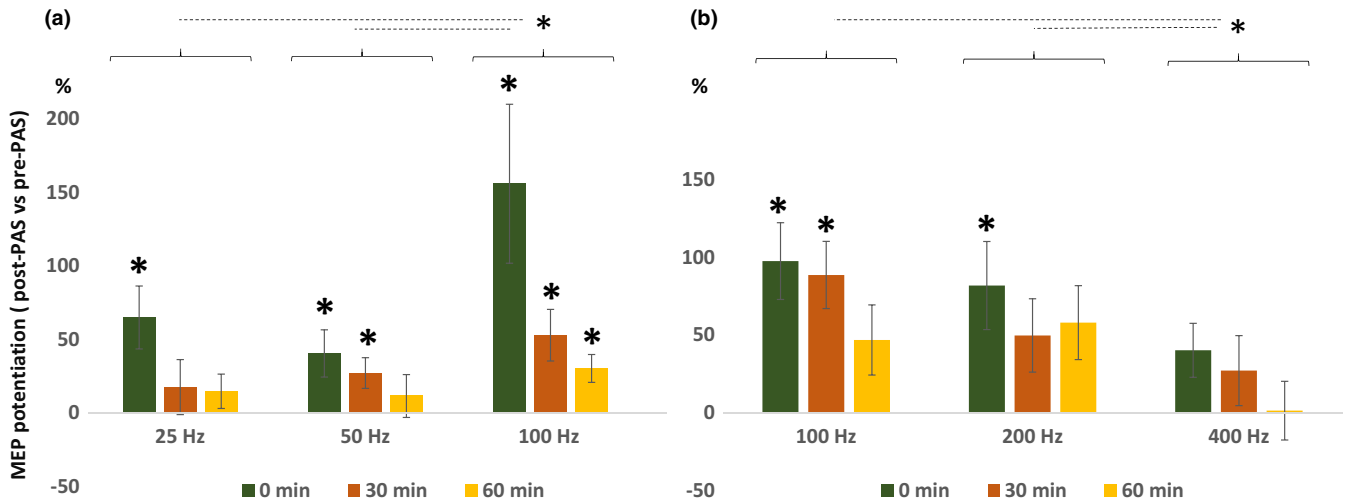 (a)
*
%
MEP potentiation ( post-PAS vs pre-PAS)
200
150
100
50
0
-50
*
*
*
*
*
*
25 Hz
50 Hz
100 Hz
0 min
30 min
60 min
(b)
*
%
150
100
50
0
-50
*
*
*
100 Hz
200 Hz
400 Hz
0 min
30 min
60 min